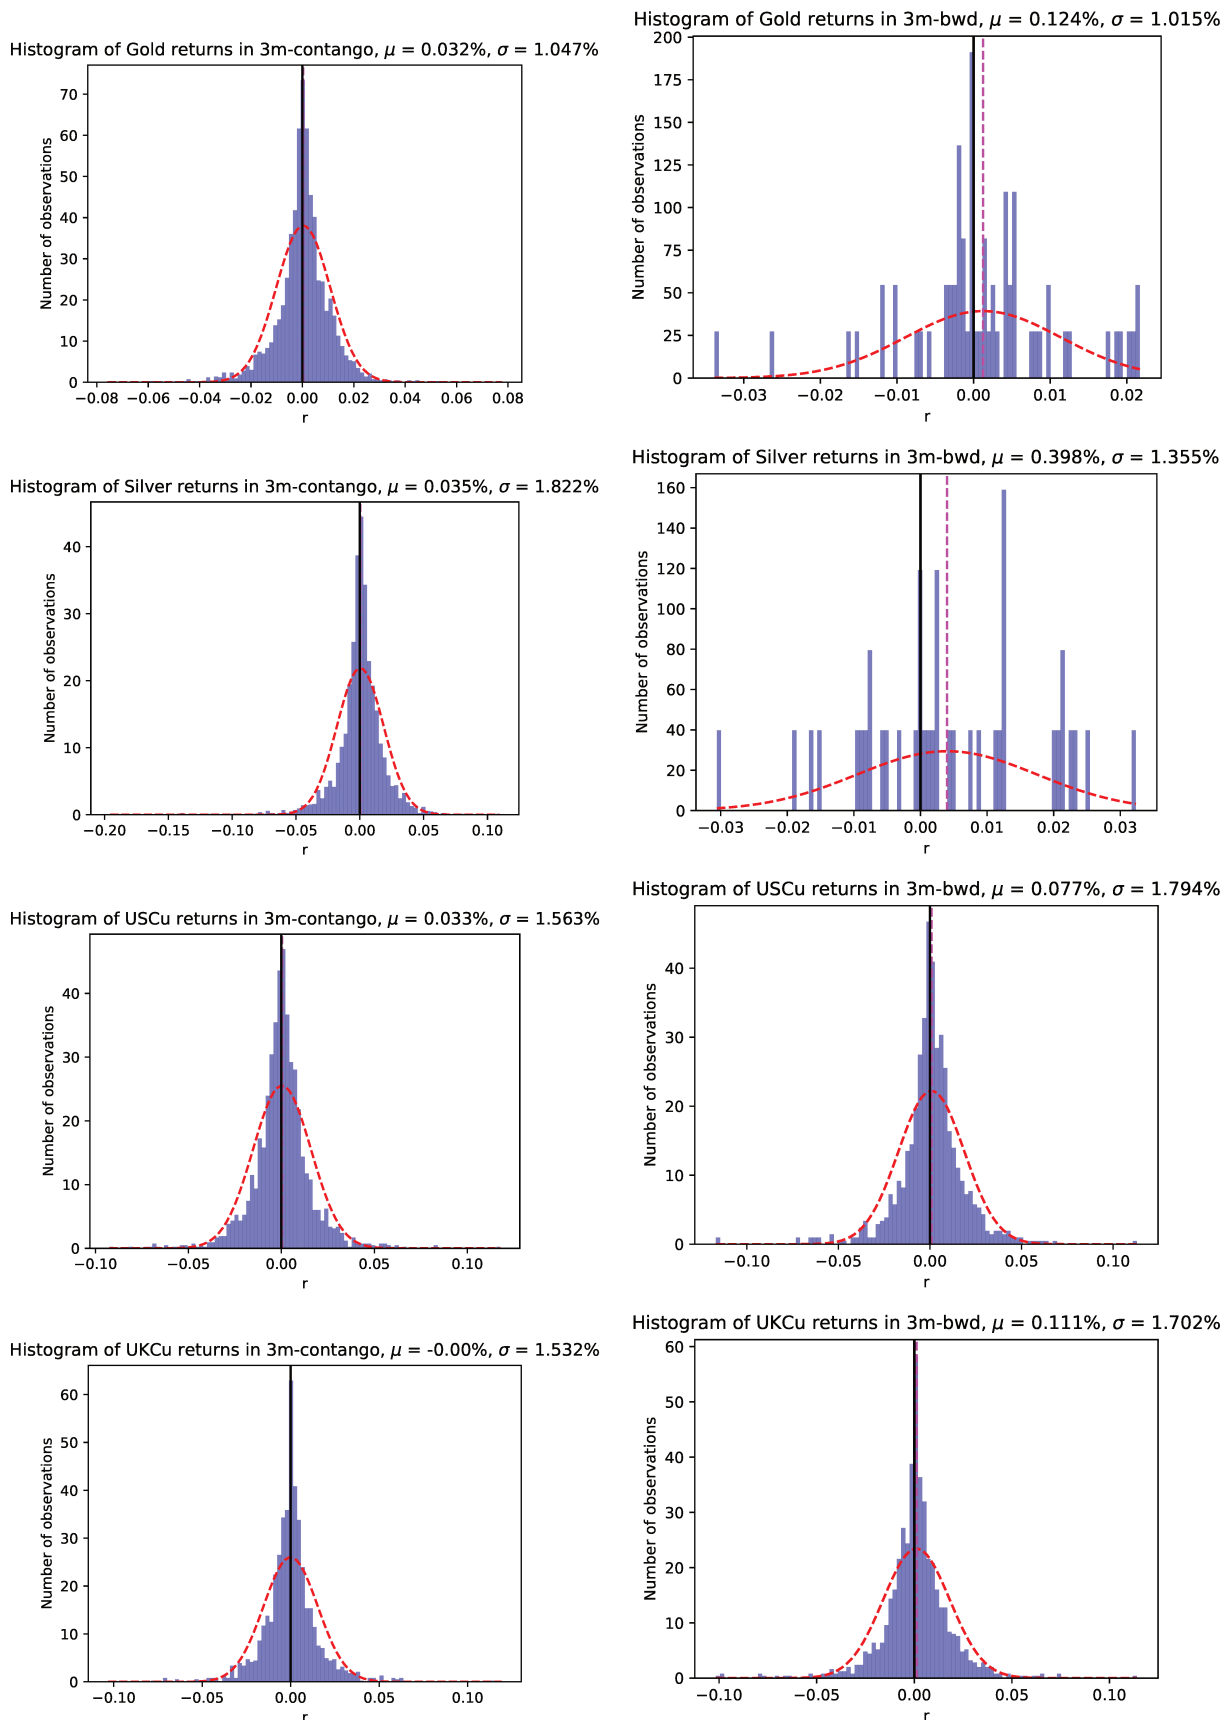 Histogram of Gold returns in 3m-contango, μ = 0.032%, σ = 1.047%
Number of observations
70
60
50
40
30
20
10
0
−0.08 −0.06 −0.04 −0.02 0.00 0.02 0.04 0.06 0.08
r
Histogram of Gold returns in 3m-bwd, μ = 0.124%, σ = 1.015%
Number of observations
200
175
150
125
100
75
50
25
0
−0.03 −0.02 −0.01 0.00 0.01 0.02
r
Histogram of Silver returns in 3m-contango, μ = 0.035%, σ = 1.822%
Number of observations
40
30
20
10
0
−0.20 −0.15 −0.10 −0.05 0.00 0.05 0.10
r
Histogram of Silver returns in 3m-bwd, μ = 0.398%, σ = 1.355%
Number of observations
160
140
120
100
80
60
40
20
0
−0.03 −0.02 −0.01 0.00 0.01 0.02 0.03
r
Histogram of USCu returns in 3m-contango, μ = 0.033%, σ = 1.563%
Number of observations
40
30
20
10
0
−0.10 −0.05 0.00 0.05 0.10
r
Histogram of USCu returns in 3m-bwd, μ = 0.077%, σ = 1.794%
Number of observations
40
30
20
10
0
−0.10 −0.05 0.00 0.05 0.10
r
Histogram of UKCu returns in 3m-contango, μ = -0.00%, σ = 1.532%
Number of observations
60
50
40
30
20
10
0
−0.10 −0.05 0.00 0.05 0.10
r
Histogram of UKCu returns in 3m-bwd, μ = 0.111%, σ = 1.702%
Number of observations
60
50
40
30
20
10
0
−0.10 −0.05 0.00 0.05 0.10
r